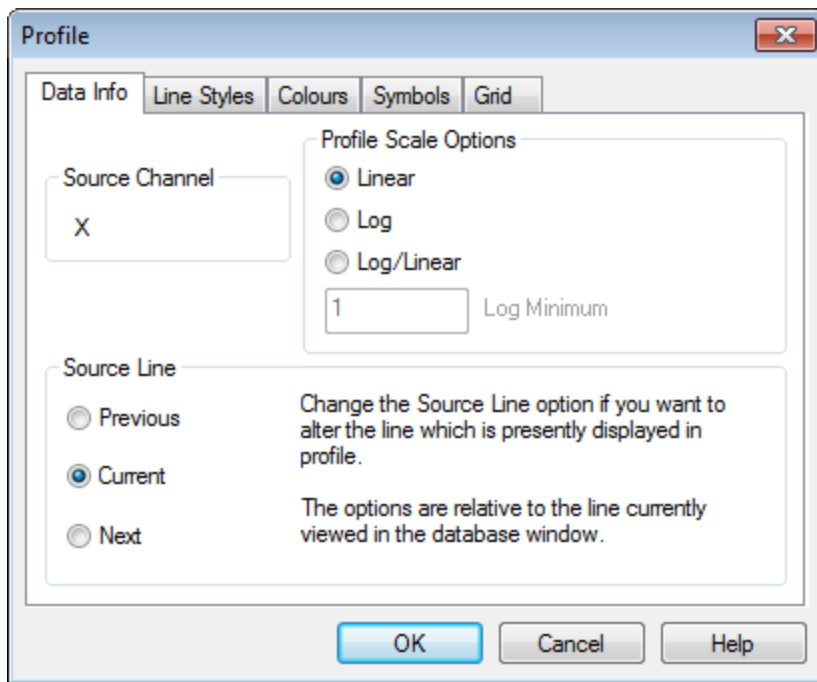 Profile
Data Info
Line Styles
Colours
Symbols
Grid
Source Channel
X
Profile Scale Options
Linear
Log
Log/Linear
1
Log Minimum
Source Line
Previous
Current
Next
Change the Source Line option if you want to
alter the line which is presently displayed in
profile.
The options are relative to the line currently
viewed in the database window.
OK
Cancel
Help